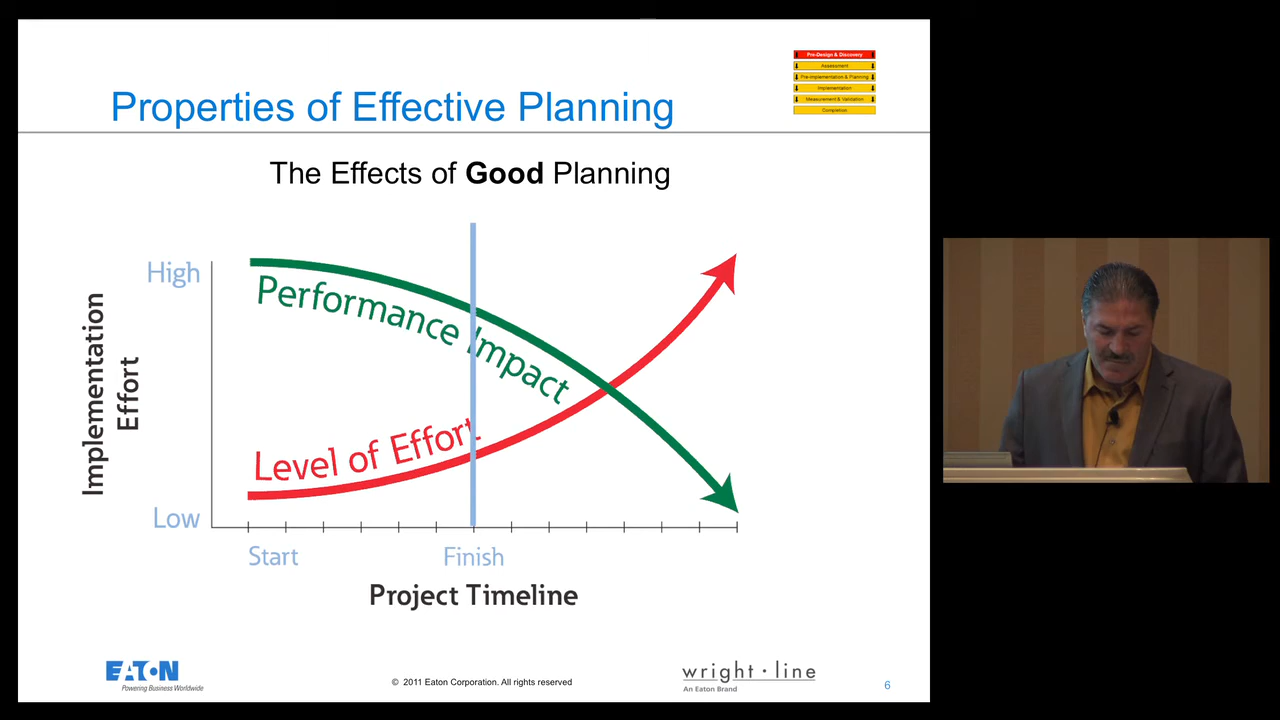 Pre-Design & Discovery
Assessment
Pre-Implementation & Planning
Implementation
Measurement & Validation
Completion
Properties of Effective Planning
The Effects of Good Planning
High
Performance Impact
Implementation
Effort
Level of Effort
Low
Start
Finish
Project Timeline
EATON
Powering Business Worldwide
© 2011 Eaton Corporation. All rights reserved
wright·line
An Eaton Brand
6